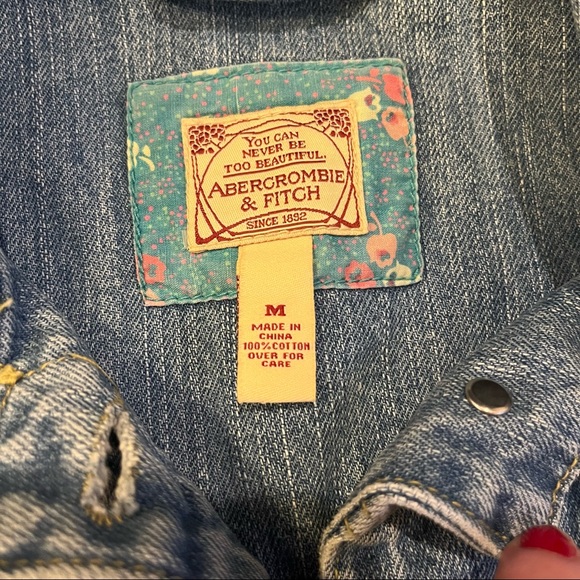 YOU CAN
NEVER BE
TOO BEAUTIFUL.
ABERCROMBIE
& FITCH
SINCE 1892
M
MADE IN
CHINA
100% COTTON
OVER FOR
CARE